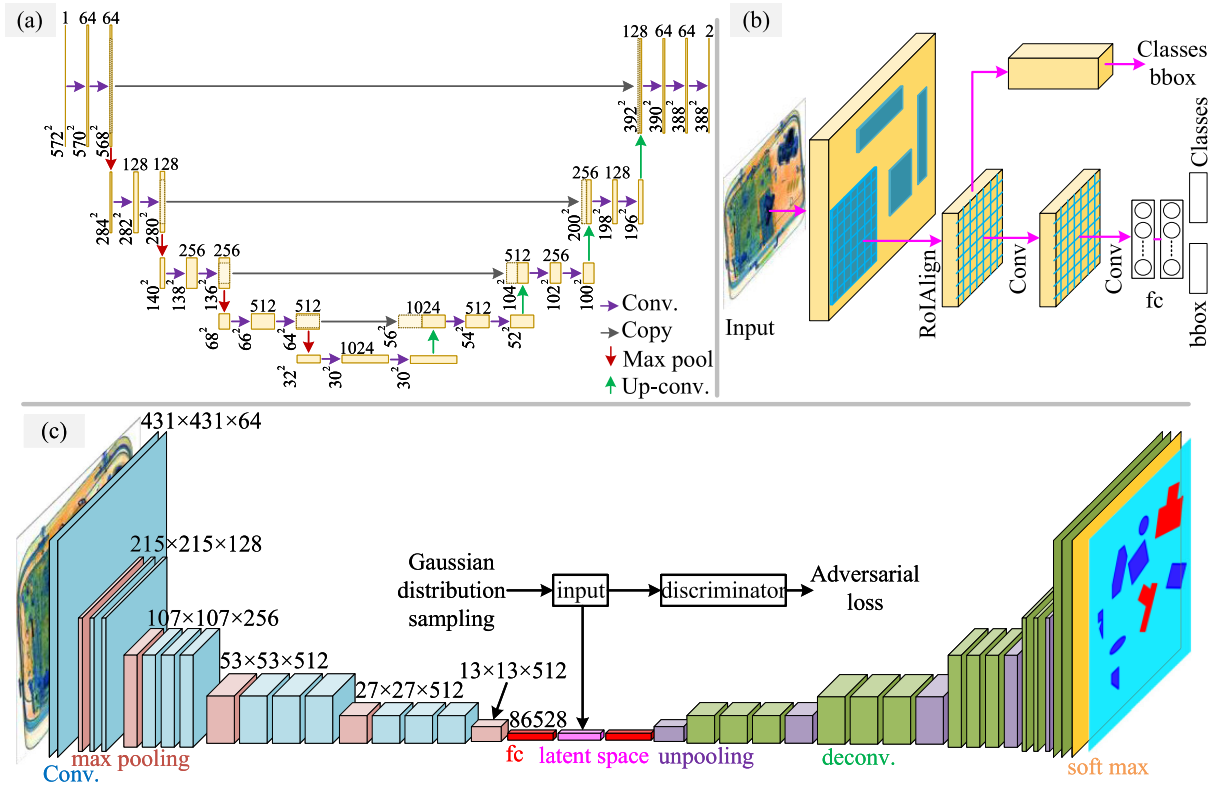 (a)
1 64 64
128 64 64 2
572²
570²
568²
392²
390²
388²
388²
128 128
256 128
284²
282²
280²
200²
198²
196²
256 256
512 256
140²
138²
136²
104²
102²
100²
512 512
1024 512
68²
66²
64²
56²
54²
52²
1024
32²
30²
30²
Conv.
Copy
Max pool
Up-conv.
(b)
Input
RoIAlign
Conv
Conv
fc
Classes
bbox
Classes
bbox
(c)
431×431×64
215×215×128
107×107×256
53×53×512
27×27×512
13×13×512
86528
Gaussian
distribution
sampling
input
discriminator
Adversarial
loss
Conv.
max pooling
fc
latent space
unpooling
deconv.
soft max